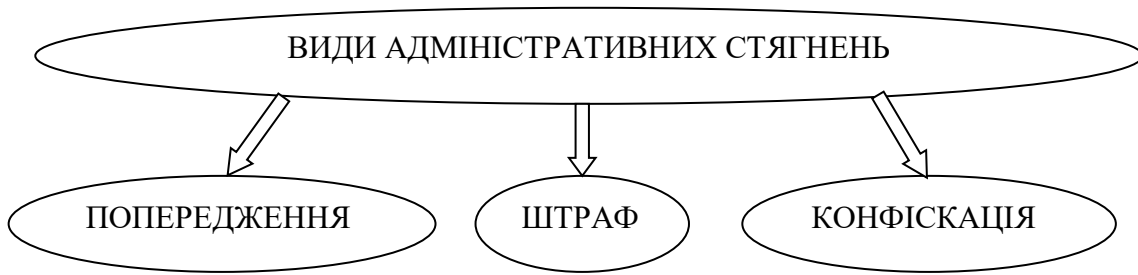 ВИДИ АДМІНІСТРАТИВНИХ СТЯГНЕНЬ
ПОПЕРЕДЖЕННЯ
ШТРАФ
КОНФІСКАЦІЯ